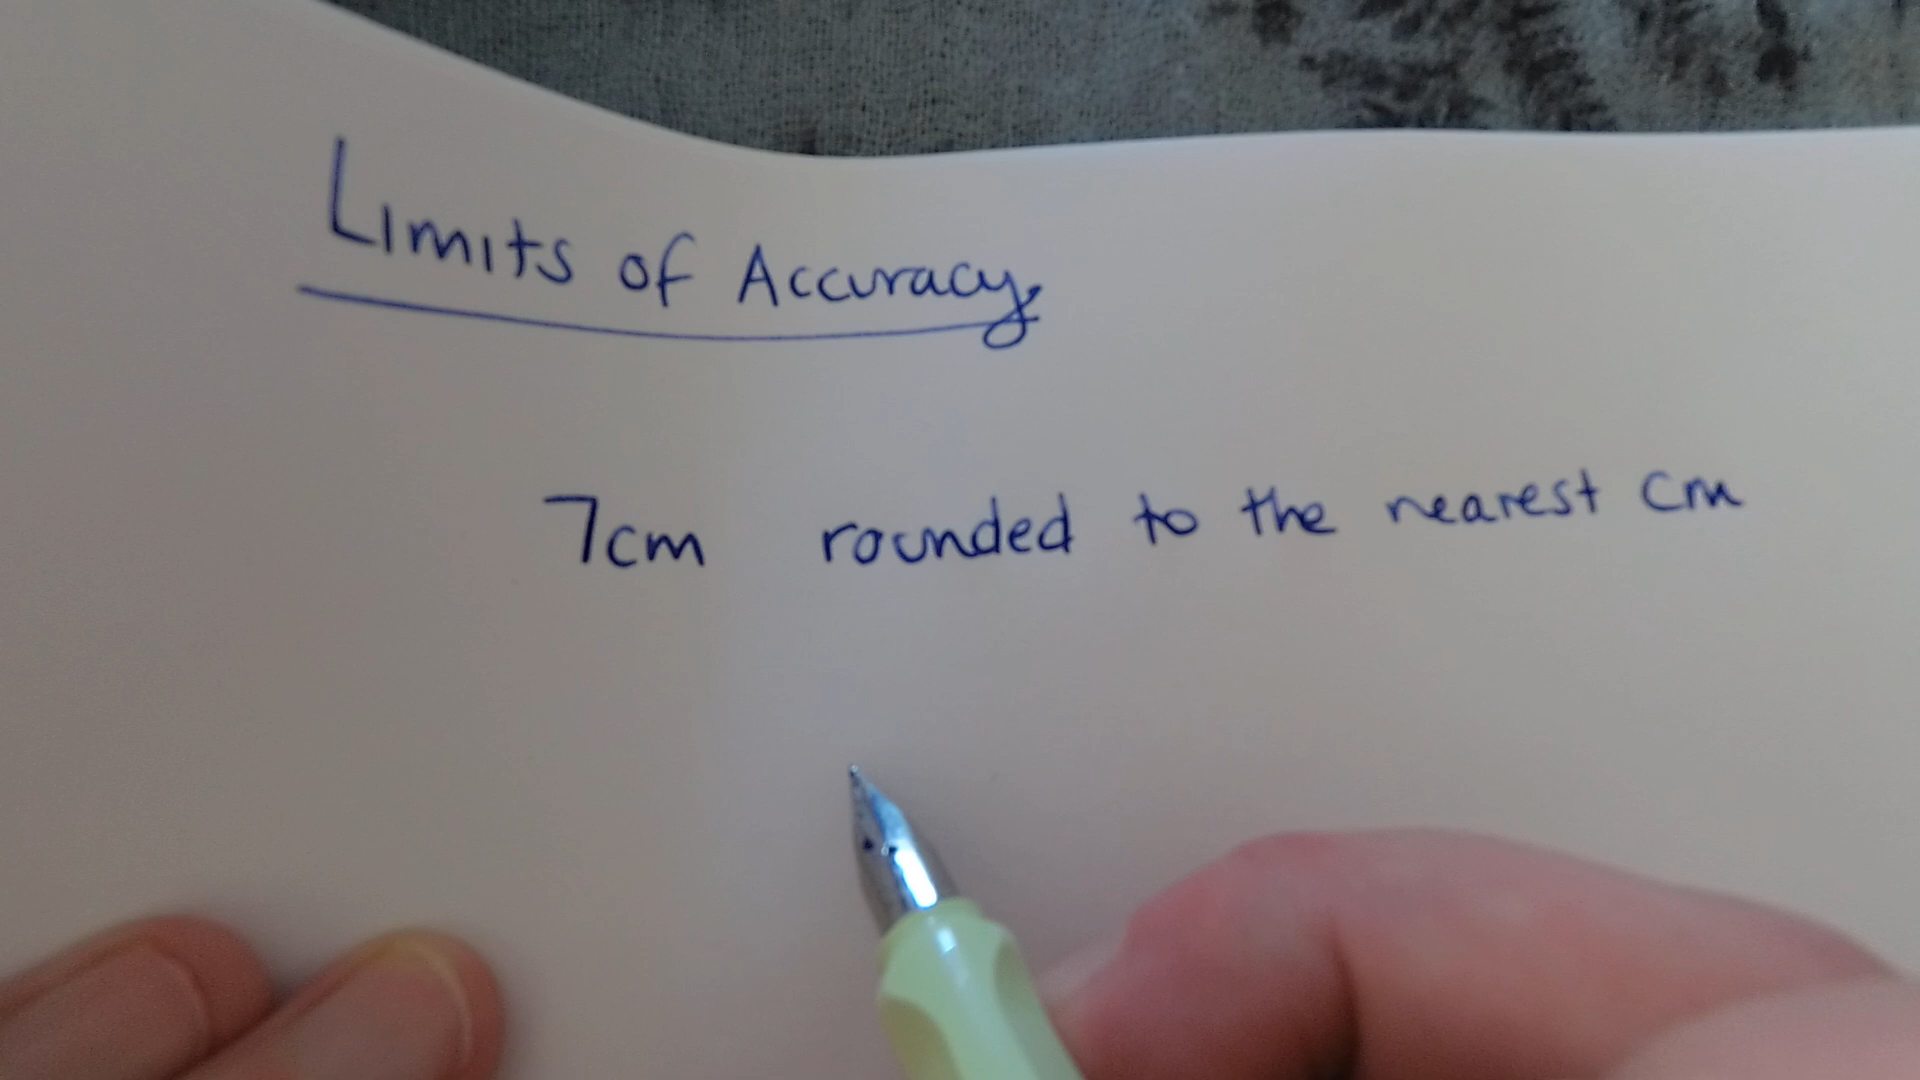 Limits of Accuracy
7cm rounded to the nearest cm